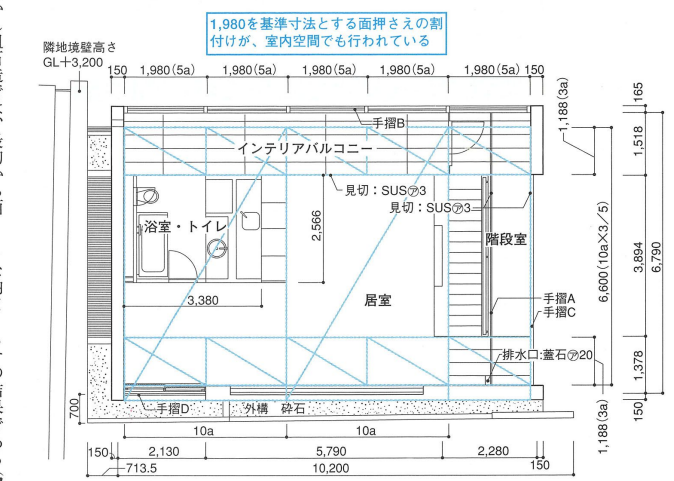 1,980を基準寸法とする面押さえの割
付けが、室内空間でも行われている
隣地境壁高さ
GL＋3,200
150
1,980(5a)
1,980(5a)
1,980(5a)
1,980(5a)
1,980(5a)
150
165
1,188(3a)
手摺B
インテリアバルコニー
1,518
見切：SUS㋐3
見切：SUS㋐3
浴室・トイレ
2,566
階段室
6,600(10a×3／5)
3,894
6,790
3,380
居室
手摺A
手摺C
排水口:蓋石㋐20
1,378
700
手摺D
外構 砕石
1,188(3a)
150
10a
10a
150
2,130
5,790
2,280
713.5
10,200
150